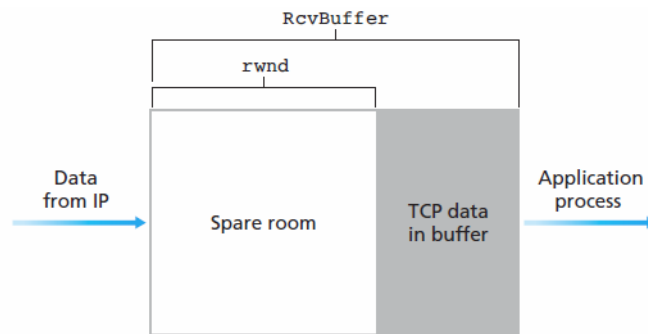 RcvBuffer
rwnd
Data
from IP
Spare room
TCP data
in buffer
Application
process